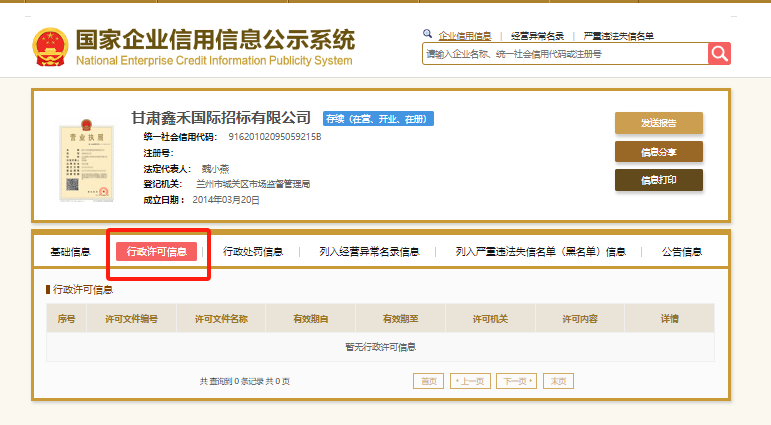 国家企业信用信息公示系统
National Enterprise Credit Information Publicity System
企业信用信息 | 经营异常名录 | 严重违法失信名单
请输入企业名称、统一社会信用代码或注册号
甘肃鑫禾国际招标有限公司 存续（在营、开业、在册）
统一社会信用代码： 91620102095059215B
注册号：
法定代表人： 魏小燕
登记机关： 兰州市城关区市场监督管理局
成立日期： 2014年03月20日
发送报告
信息分享
信息打印
营业执照
基础信息 行政许可信息 行政处罚信息 列入经营异常名录信息 列入严重违法失信名单（黑名单）信息 公告信息
行政许可信息
序号 许可文件编号 许可文件名称 有效期自 有效期至 许可机关 许可内容 详情
暂无行政许可信息
共 查询到 0 条记录 共 0 页 首页 上一页 下一页 末页